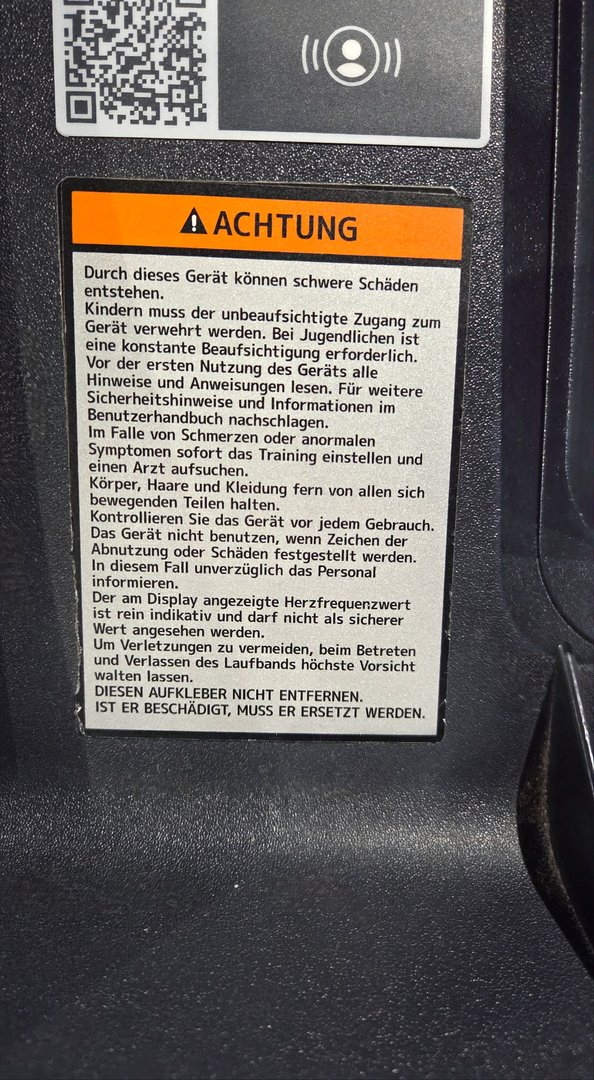 ACHTUNG
Durch dieses Gerät können schwere Schäden
entstehen.
Kindern muss der unbeaufsichtigte Zugang zum
Gerät verwehrt werden. Bei Jugendlichen ist
eine konstante Beaufsichtigung erforderlich.
Vor der ersten Nutzung des Geräts alle
Hinweise und Anweisungen lesen. Für weitere
Sicherheitshinweise und Informationen im
Benutzerhandbuch nachschlagen.
Im Falle von Schmerzen oder anormalen
Symptomen sofort das Training einstellen und
einen Arzt aufsuchen.
Körper, Haare und Kleidung fern von allen sich
bewegenden Teilen halten.
Kontrollieren Sie das Gerät vor jedem Gebrauch.
Das Gerät nicht benutzen, wenn Zeichen der
Abnutzung oder Schäden festgestellt werden.
In diesem Fall unverzüglich das Personal
informieren.
Der am Display angezeigte Herzfrequenzwert
ist rein indikativ und darf nicht als sicherer
Wert angesehen werden.
Um Verletzungen zu vermeiden, beim Betreten
und Verlassen des Laufbands höchste Vorsicht
walten lassen.
DIESEN AUFKLEBER NICHT ENTFERNEN.
IST ER BESCHÄDIGT, MUSS ER ERSETZT WERDEN.